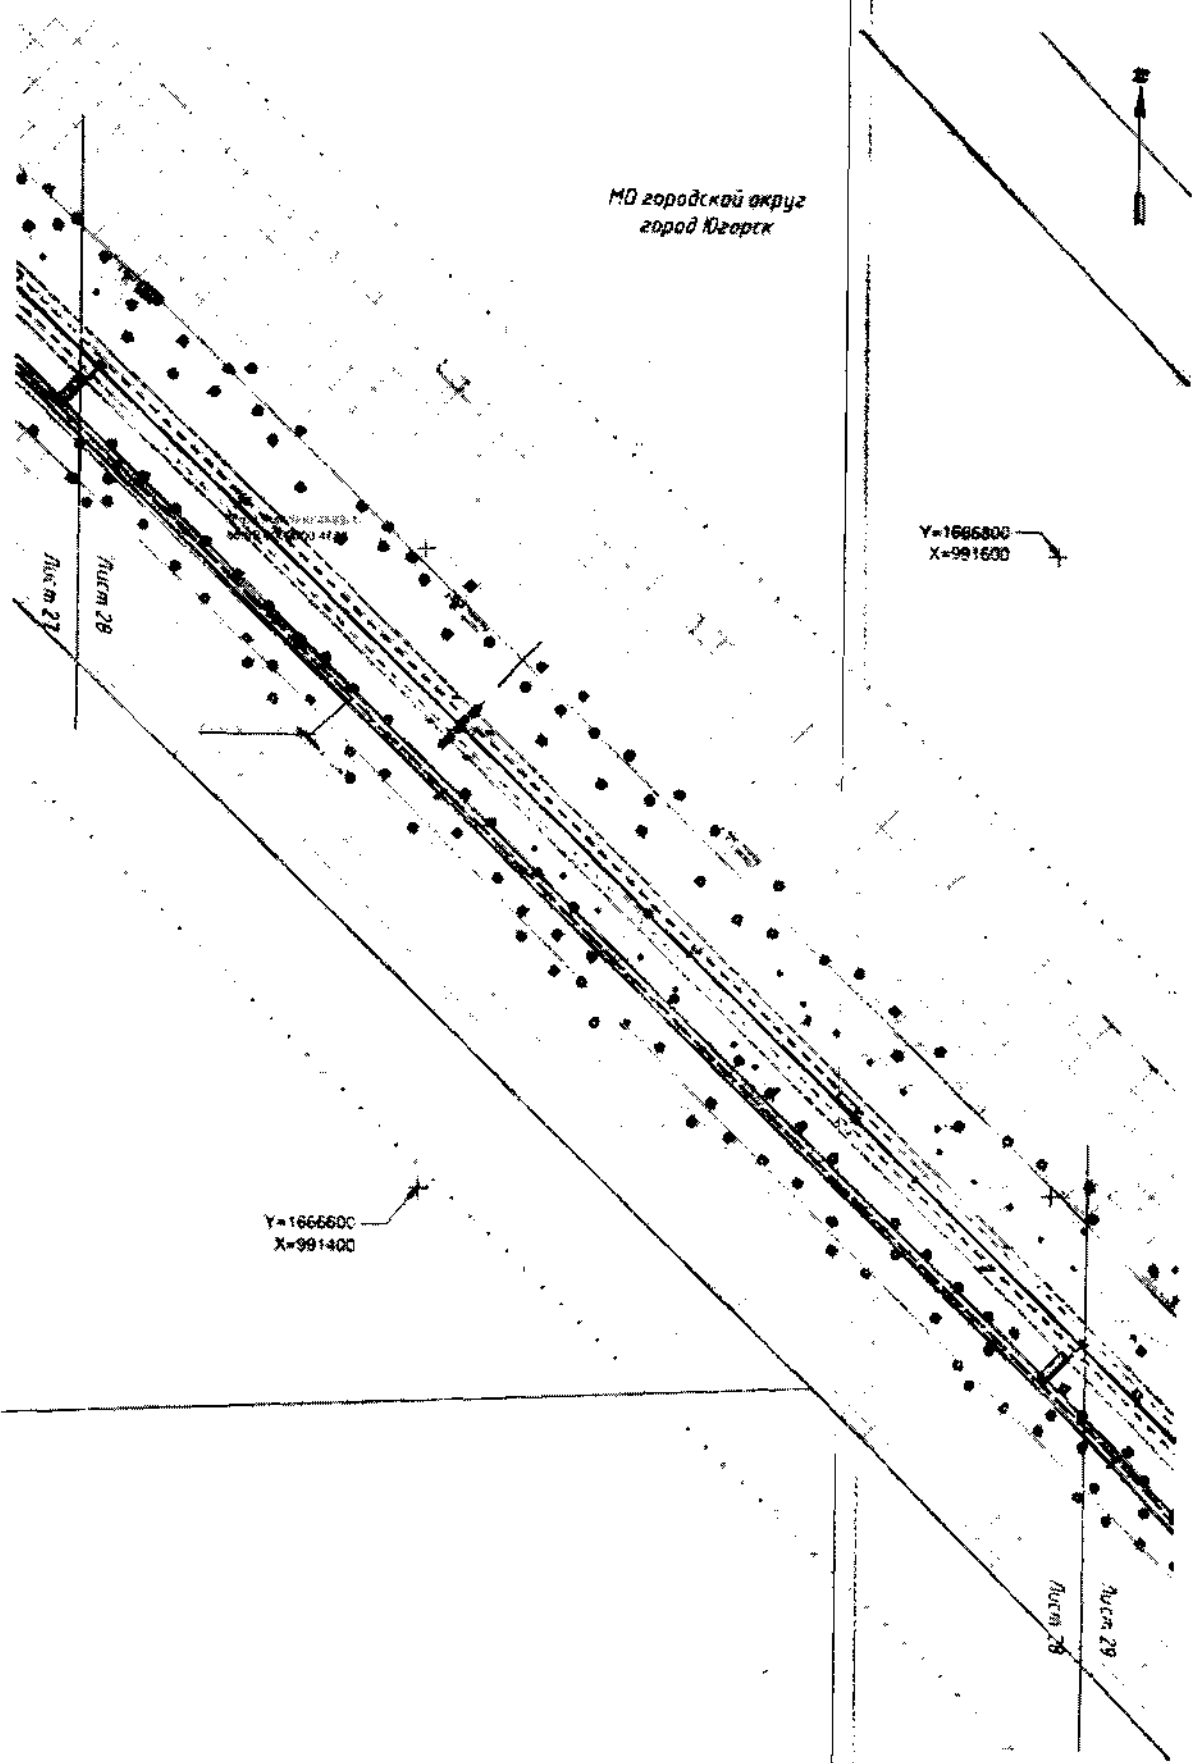 МО городской округ
город Югорск
Y=1666800
X=991600
Лист 27
Лист 28
Y=1666600
X=991400
Лист 28
Лист 29